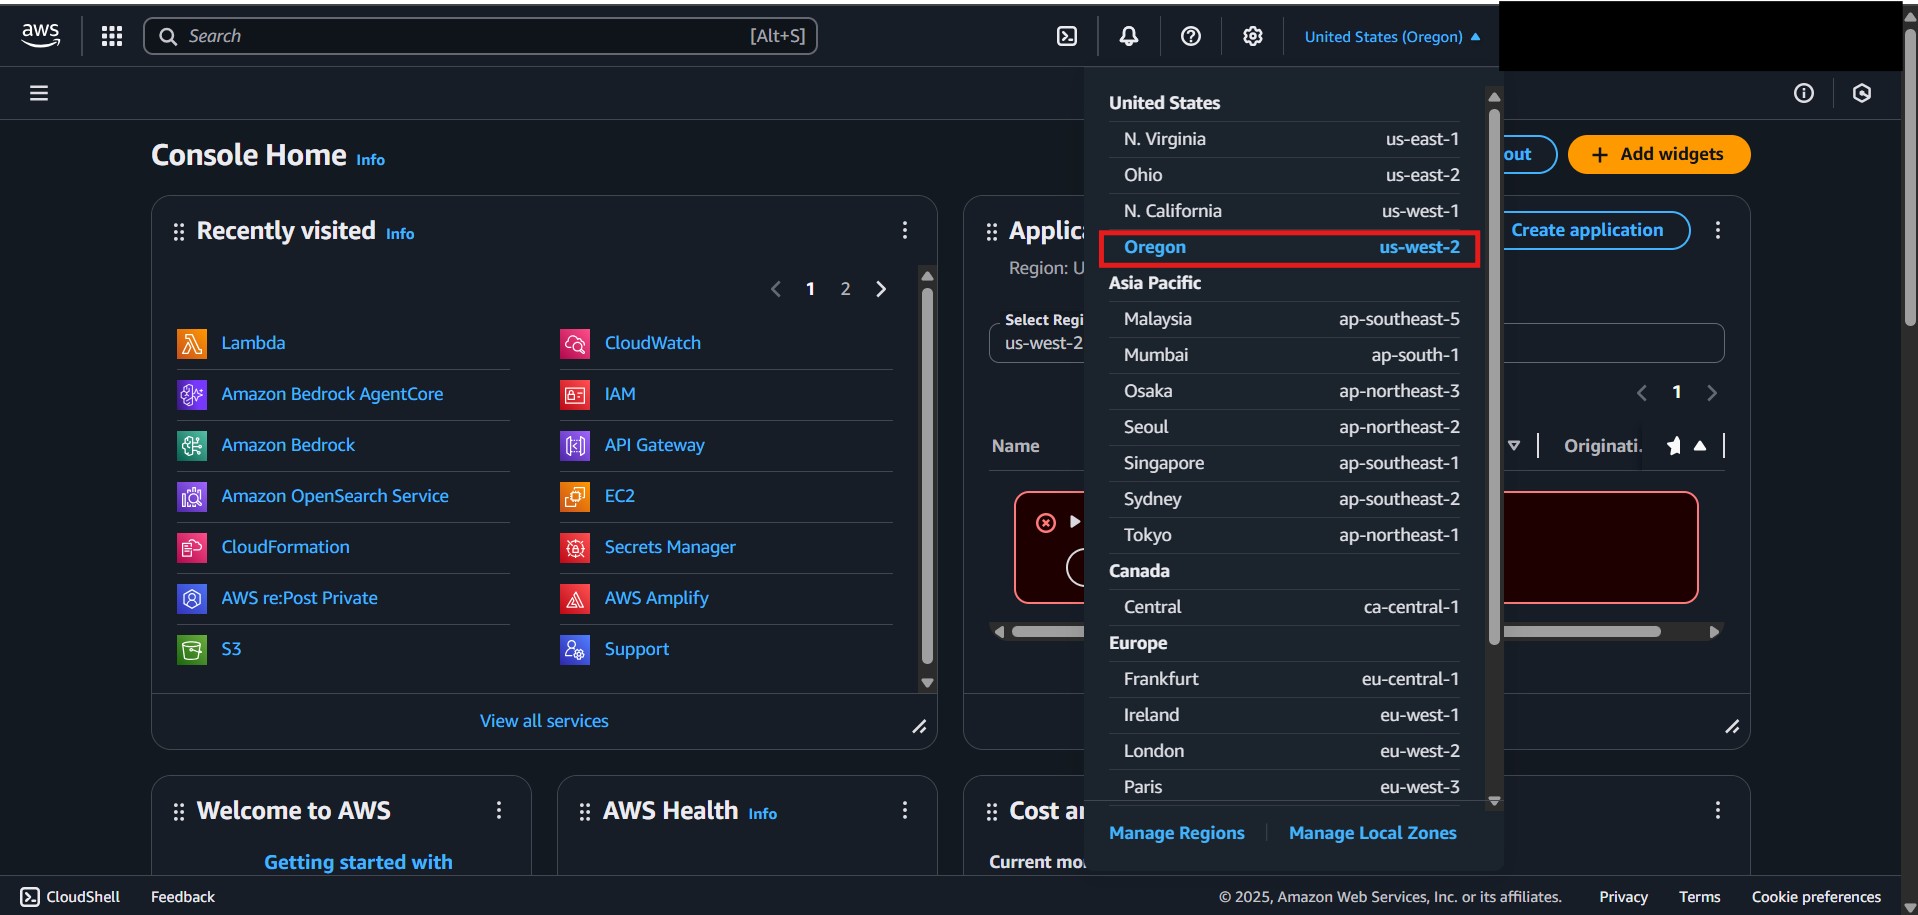 aws
Search
[Alt+S]
United States (Oregon)
Console Home Info
out
Add widgets
Recently visited Info
1 2
Lambda
CloudWatch
Amazon Bedrock AgentCore
IAM
Amazon Bedrock
API Gateway
Amazon OpenSearch Service
EC2
CloudFormation
Secrets Manager
AWS re:Post Private
AWS Amplify
S3
Support
View all services
Applic
Region: U
Create application
Select Regi
us-west-2
1
Name
Originati.
United States
N. Virginia us-east-1
Ohio us-east-2
N. California us-west-1
Oregon us-west-2
Asia Pacific
Malaysia ap-southeast-5
Mumbai ap-south-1
Osaka ap-northeast-3
Seoul ap-northeast-2
Singapore ap-southeast-1
Sydney ap-southeast-2
Tokyo ap-northeast-1
Canada
Central ca-central-1
Europe
Frankfurt eu-central-1
Ireland eu-west-1
London eu-west-2
Paris eu-west-3
Manage Regions
Manage Local Zones
Welcome to AWS
Getting started with
AWS Health Info
Cost a
Current mo
CloudShell
Feedback
© 2025, Amazon Web Services, Inc. or its affiliates.
Privacy
Terms
Cookie preferences